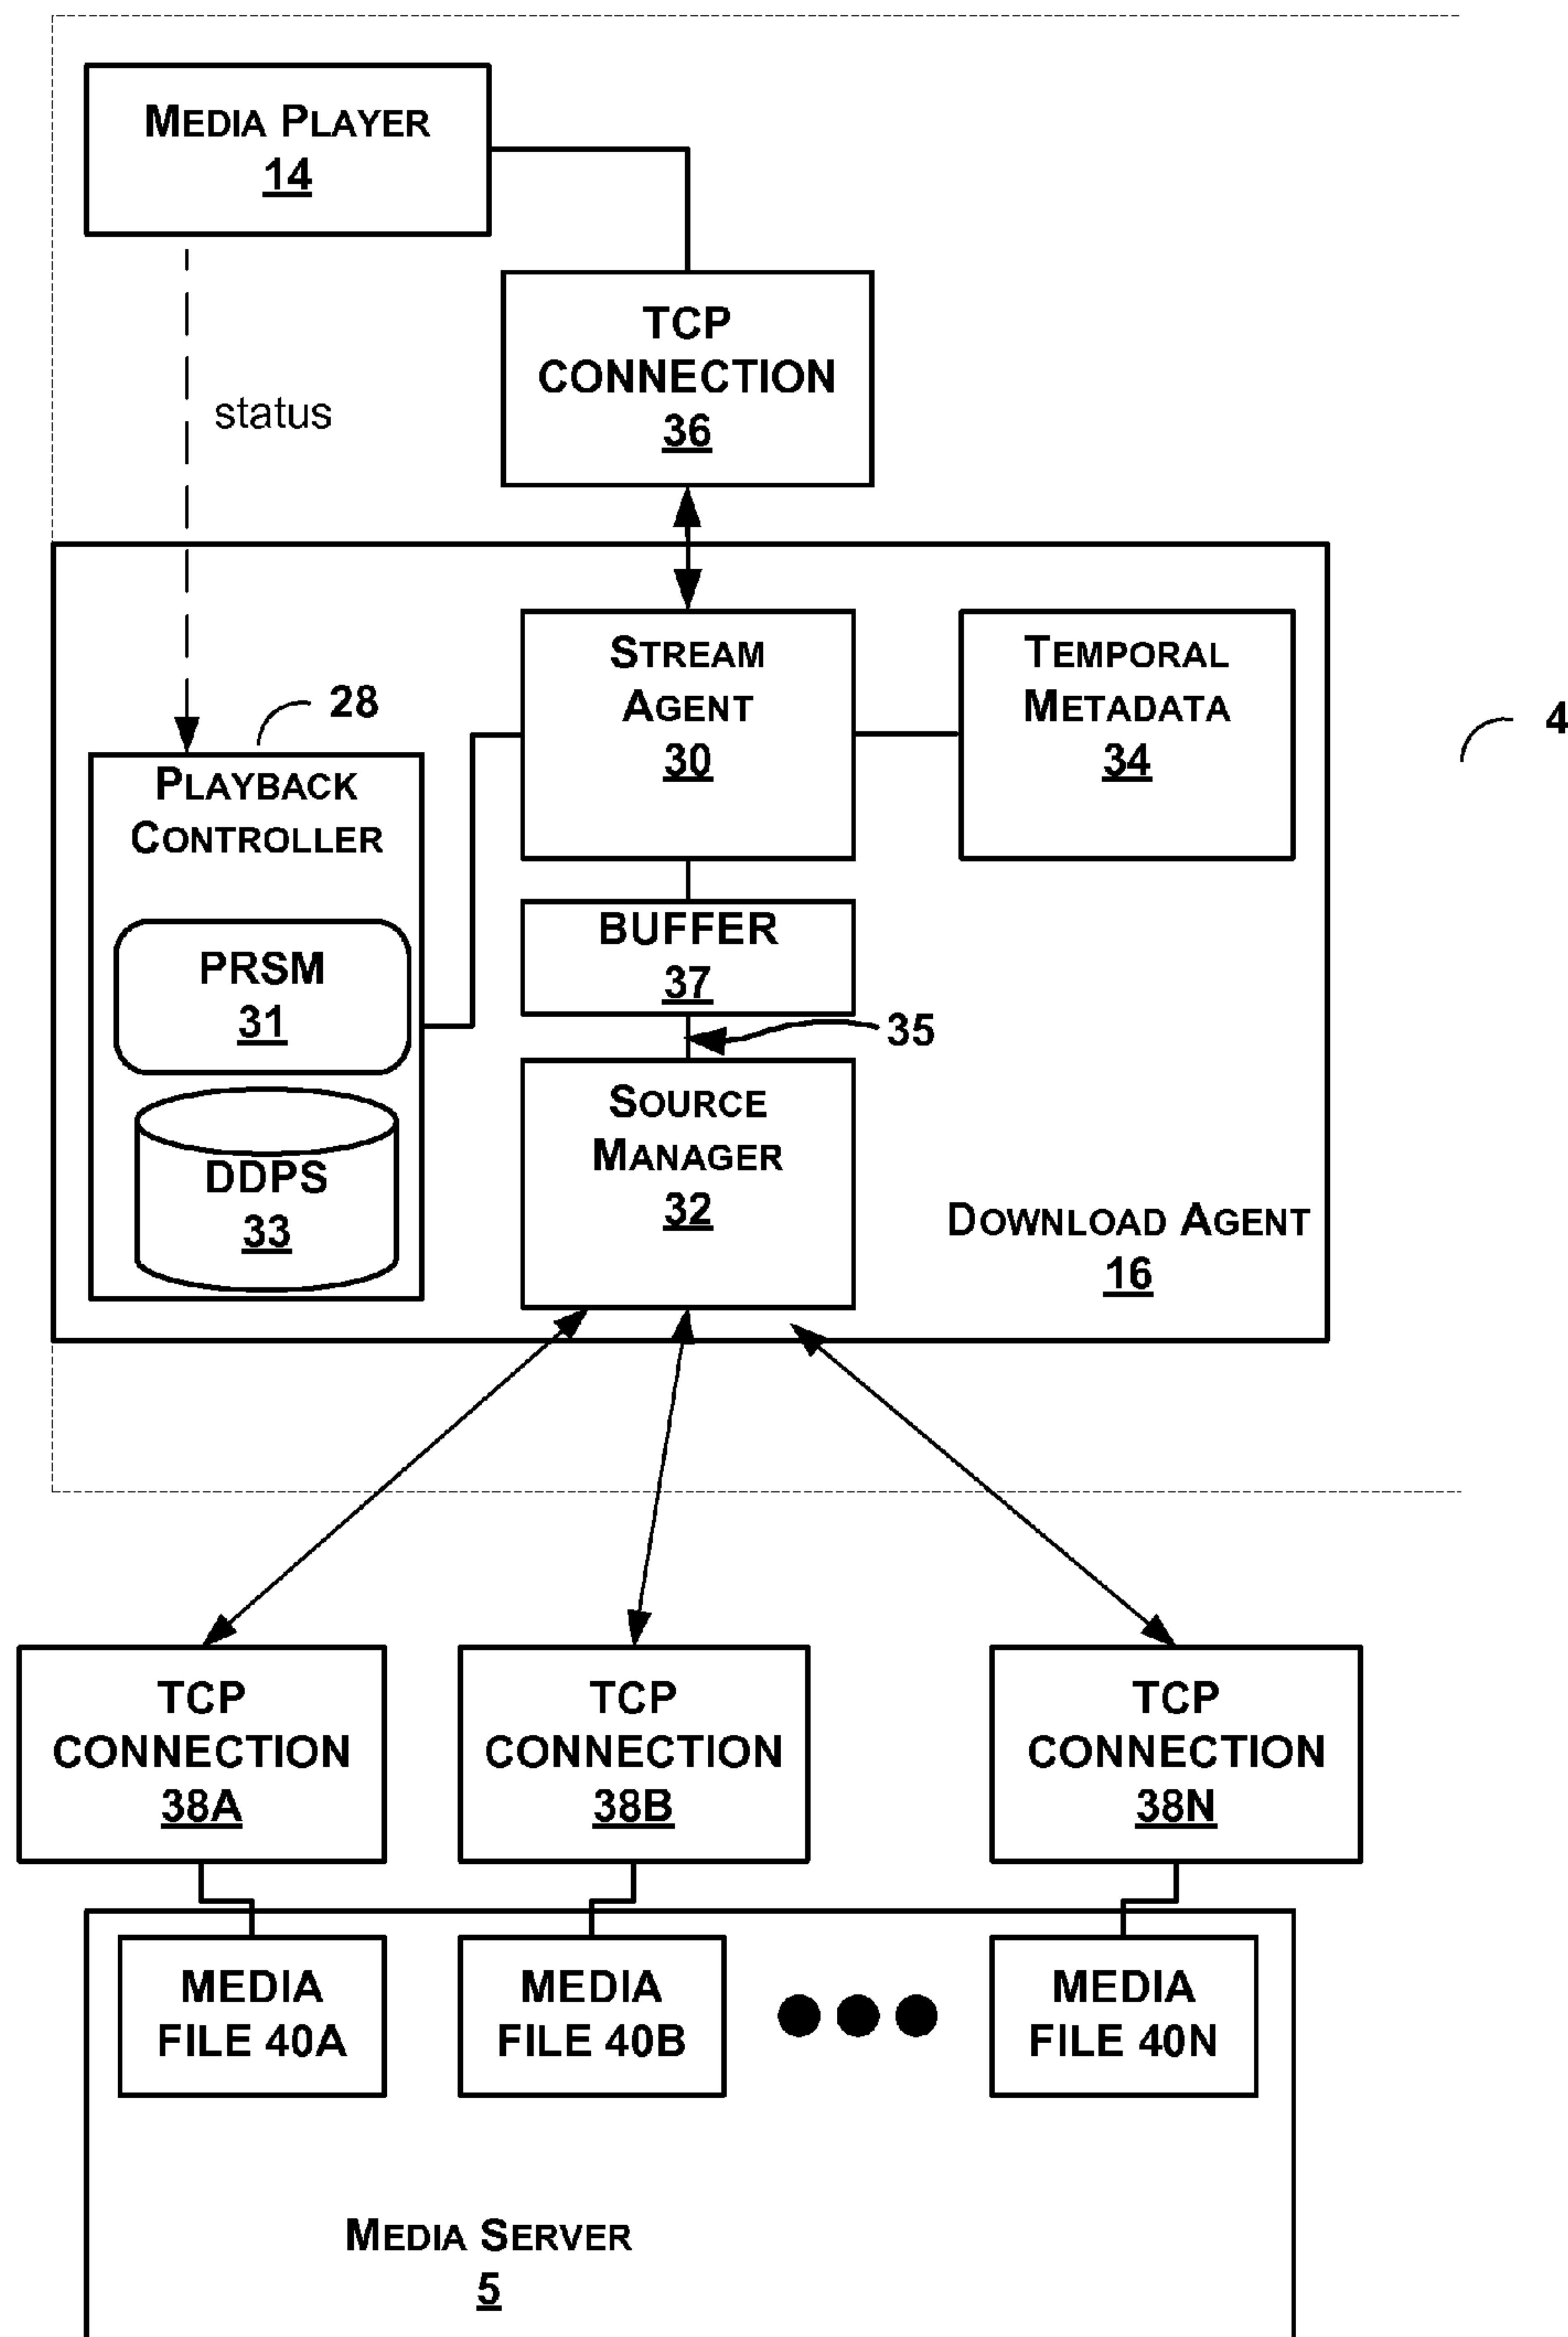 MEDIA PLAYER
14
TCP
CONNECTION
36
status
STREAM
AGENT
30
TEMPORAL
METADATA
34
28
4
PLAYBACK
CONTROLLER
BUFFER
37
PRSM
31
35
SOURCE
MANAGER
32
DDPS
33
DOWNLOAD AGENT
16
TCP
CONNECTION
38A
TCP
CONNECTION
38B
TCP
CONNECTION
38N
MEDIA
FILE 40A
MEDIA
FILE 40B
MEDIA
FILE 40N
MEDIA SERVER
5